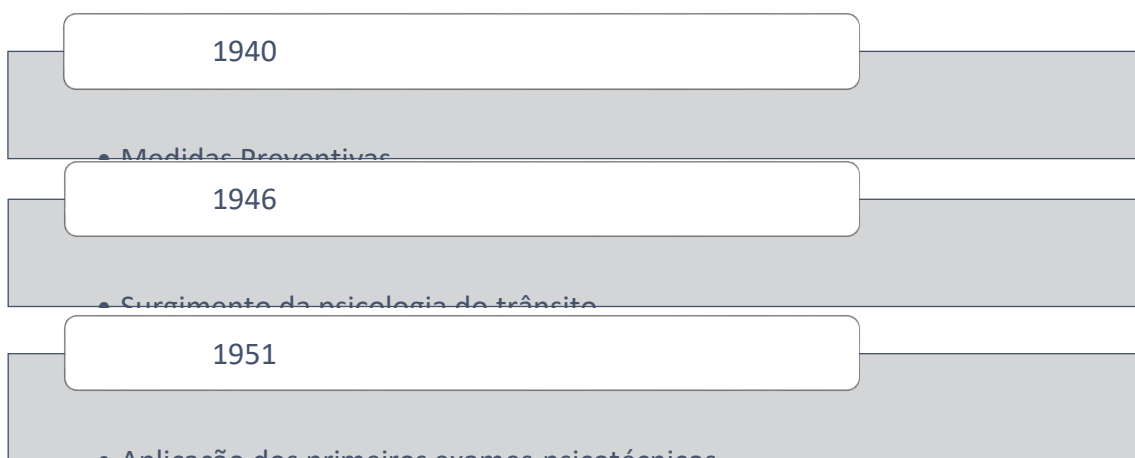 1940
• Medidas Preventivas
1946
• Surgimento da psicologia do trânsito
1951
• Aplicação dos primeiros exames psicotécnicos